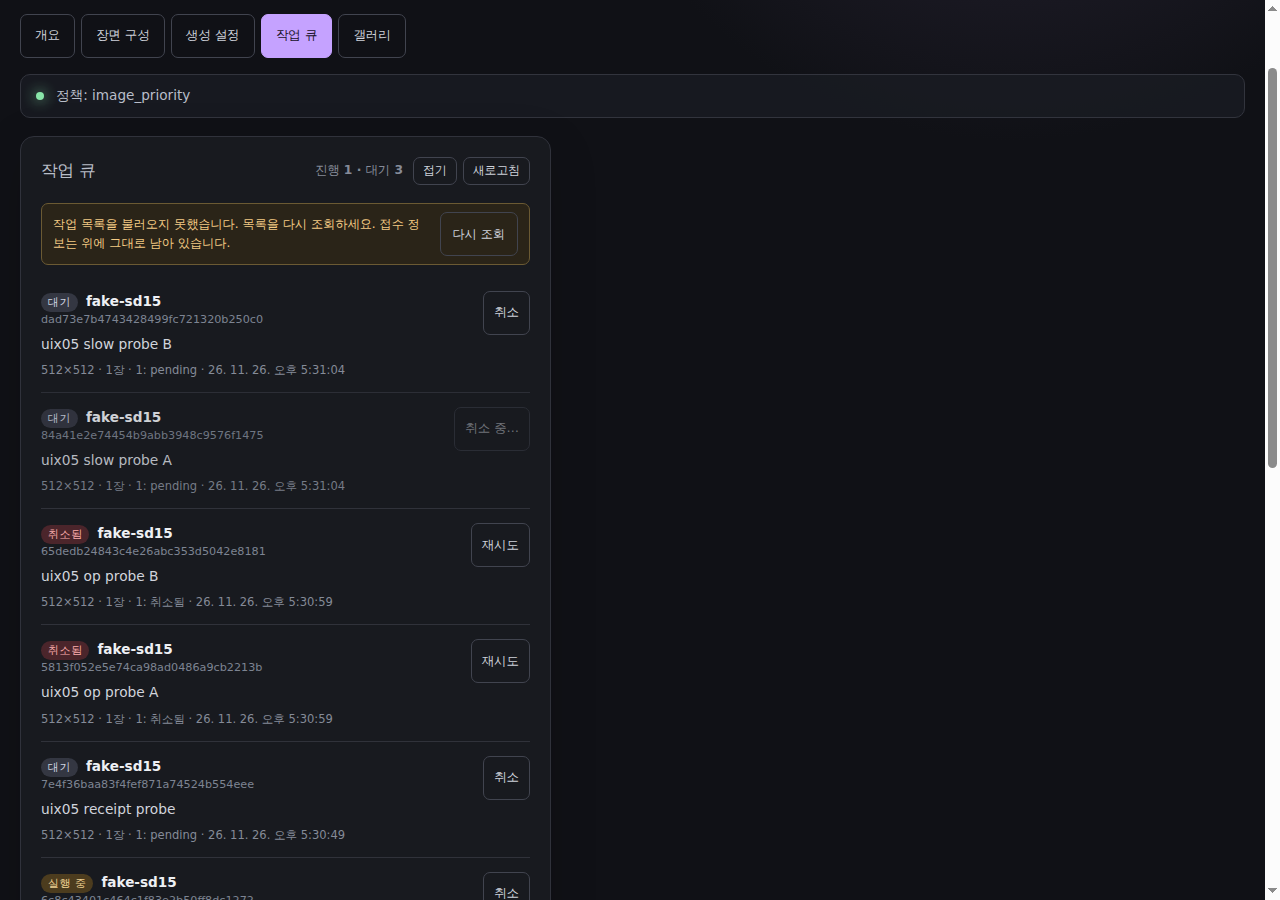 개요
장면 구성
생성 설정
작업 큐
갤러리
정책: image_priority
작업 큐
진행 1 · 대기 3
접기
새로고침
작업 목록을 불러오지 못했습니다. 목록을 다시 조회하세요. 접수 정
보는 위에 그대로 남아 있습니다.
다시 조회
대기 fake-sd15
취소
dad73e7b4743428499fc721320b250c0
uix05 slow probe B
512×512 · 1장 · 1: pending · 26. 11. 26. 오후 5:31:04
대기 fake-sd15
취소 중…
84a41e2e74454b9abb3948c9576f1475
uix05 slow probe A
512×512 · 1장 · 1: pending · 26. 11. 26. 오후 5:31:04
취소됨 fake-sd15
재시도
65dedb24843c4e26abc353d5042e8181
uix05 op probe B
512×512 · 1장 · 1: 취소됨 · 26. 11. 26. 오후 5:30:59
취소됨 fake-sd15
재시도
5813f052e5e74ca98ad0486a9cb2213b
uix05 op probe A
512×512 · 1장 · 1: 취소됨 · 26. 11. 26. 오후 5:30:59
대기 fake-sd15
취소
7e4f36baa83f4fef871a74524b554eee
uix05 receipt probe
512×512 · 1장 · 1: pending · 26. 11. 26. 오후 5:30:49
실행 중 fake-sd15
취소